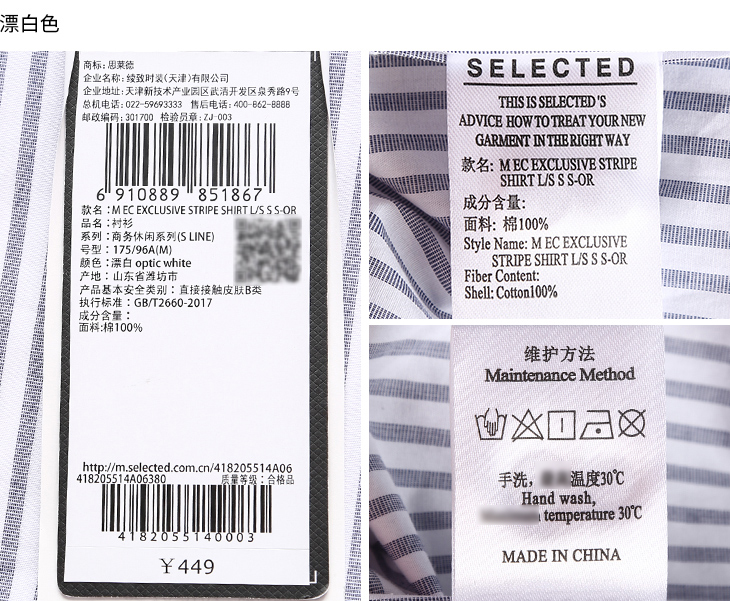 漂白色
商标：思莱德
企业名称：绫致时装(天津)有限公司
企业地址：天津新技术产业园区武清开发区泉秀路9号
总机电话：022-59693333 售后电话：400-862-8888
邮政编码：301700 检验员章：ZJ-003
6 910889 851867
款名：M EC EXCLUSIVE STRIPE SHIRT L/S S S-OR
品名：衬衫
系列：商务休闲系列(S LINE)
号型：175/96A(M)
颜色：漂白 optic white
产地：山东省潍坊市
产品基本安全类别：直接接触皮肤B类
执行标准：GB/T2660-2017
成分含量：
面料:棉100%
http://m.selected.com.cn/418205514A06
418205514A06380 质量等级：合格品
4182055140003
￥449
SELECTED
THIS IS SELECTED'S
ADVICE HOW TO TREAT YOUR NEW
GARMENT IN THE RIGHT WAY
款名: M EC EXCLUSIVE STRIPE
SHIRT L/S S S-OR
成分含量:
面料: 棉100%
Style Name: M EC EXCLUSIVE
STRIPE SHIRT L/S S S-OR
Fiber Content:
Shell: Cotton100%
维护方法
Maintenance Method
手洗, 温度30℃
Hand wash,
temperature 30℃
MADE IN CHINA